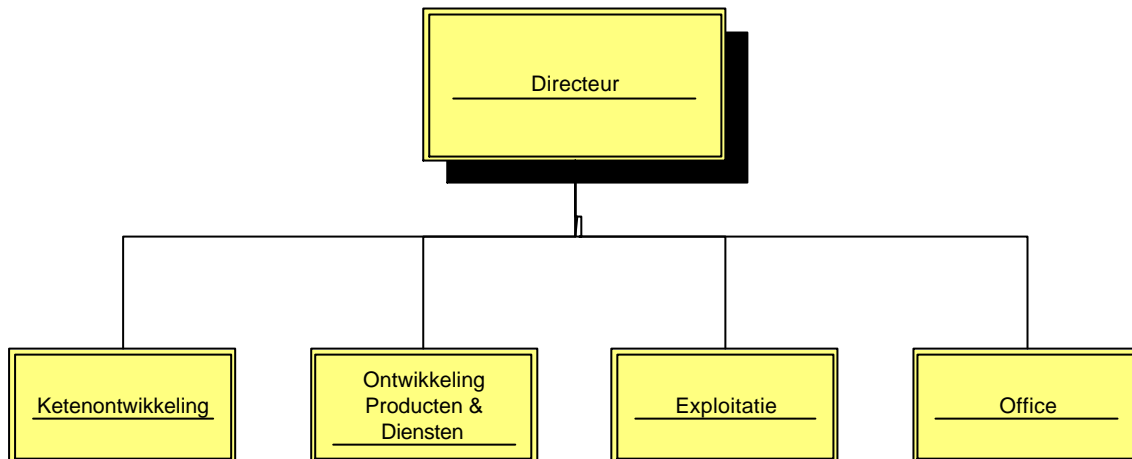 Directeur
Ketenontwikkeling
Ontwikkeling
Producten &
Diensten
Exploitatie
Office